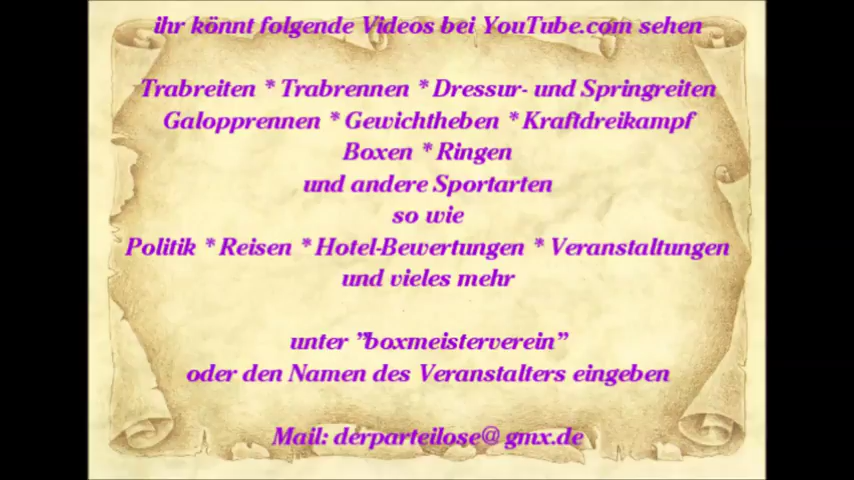 ihr könnt folgende Videos bei YouTube.com sehen
Trabreiten * Trabrennen * Dressur- und Springreiten
Galopprennen * Gewichtheben * Kraftdreikampf
Boxen * Ringen
und andere Sportarten
so wie
Politik * Reisen * Hotel-Bewertungen * Veranstaltungen
und vieles mehr
unter "boxmeisterverein"
oder den Namen des Veranstalters eingeben
Mail: derparteilose@gmx.de